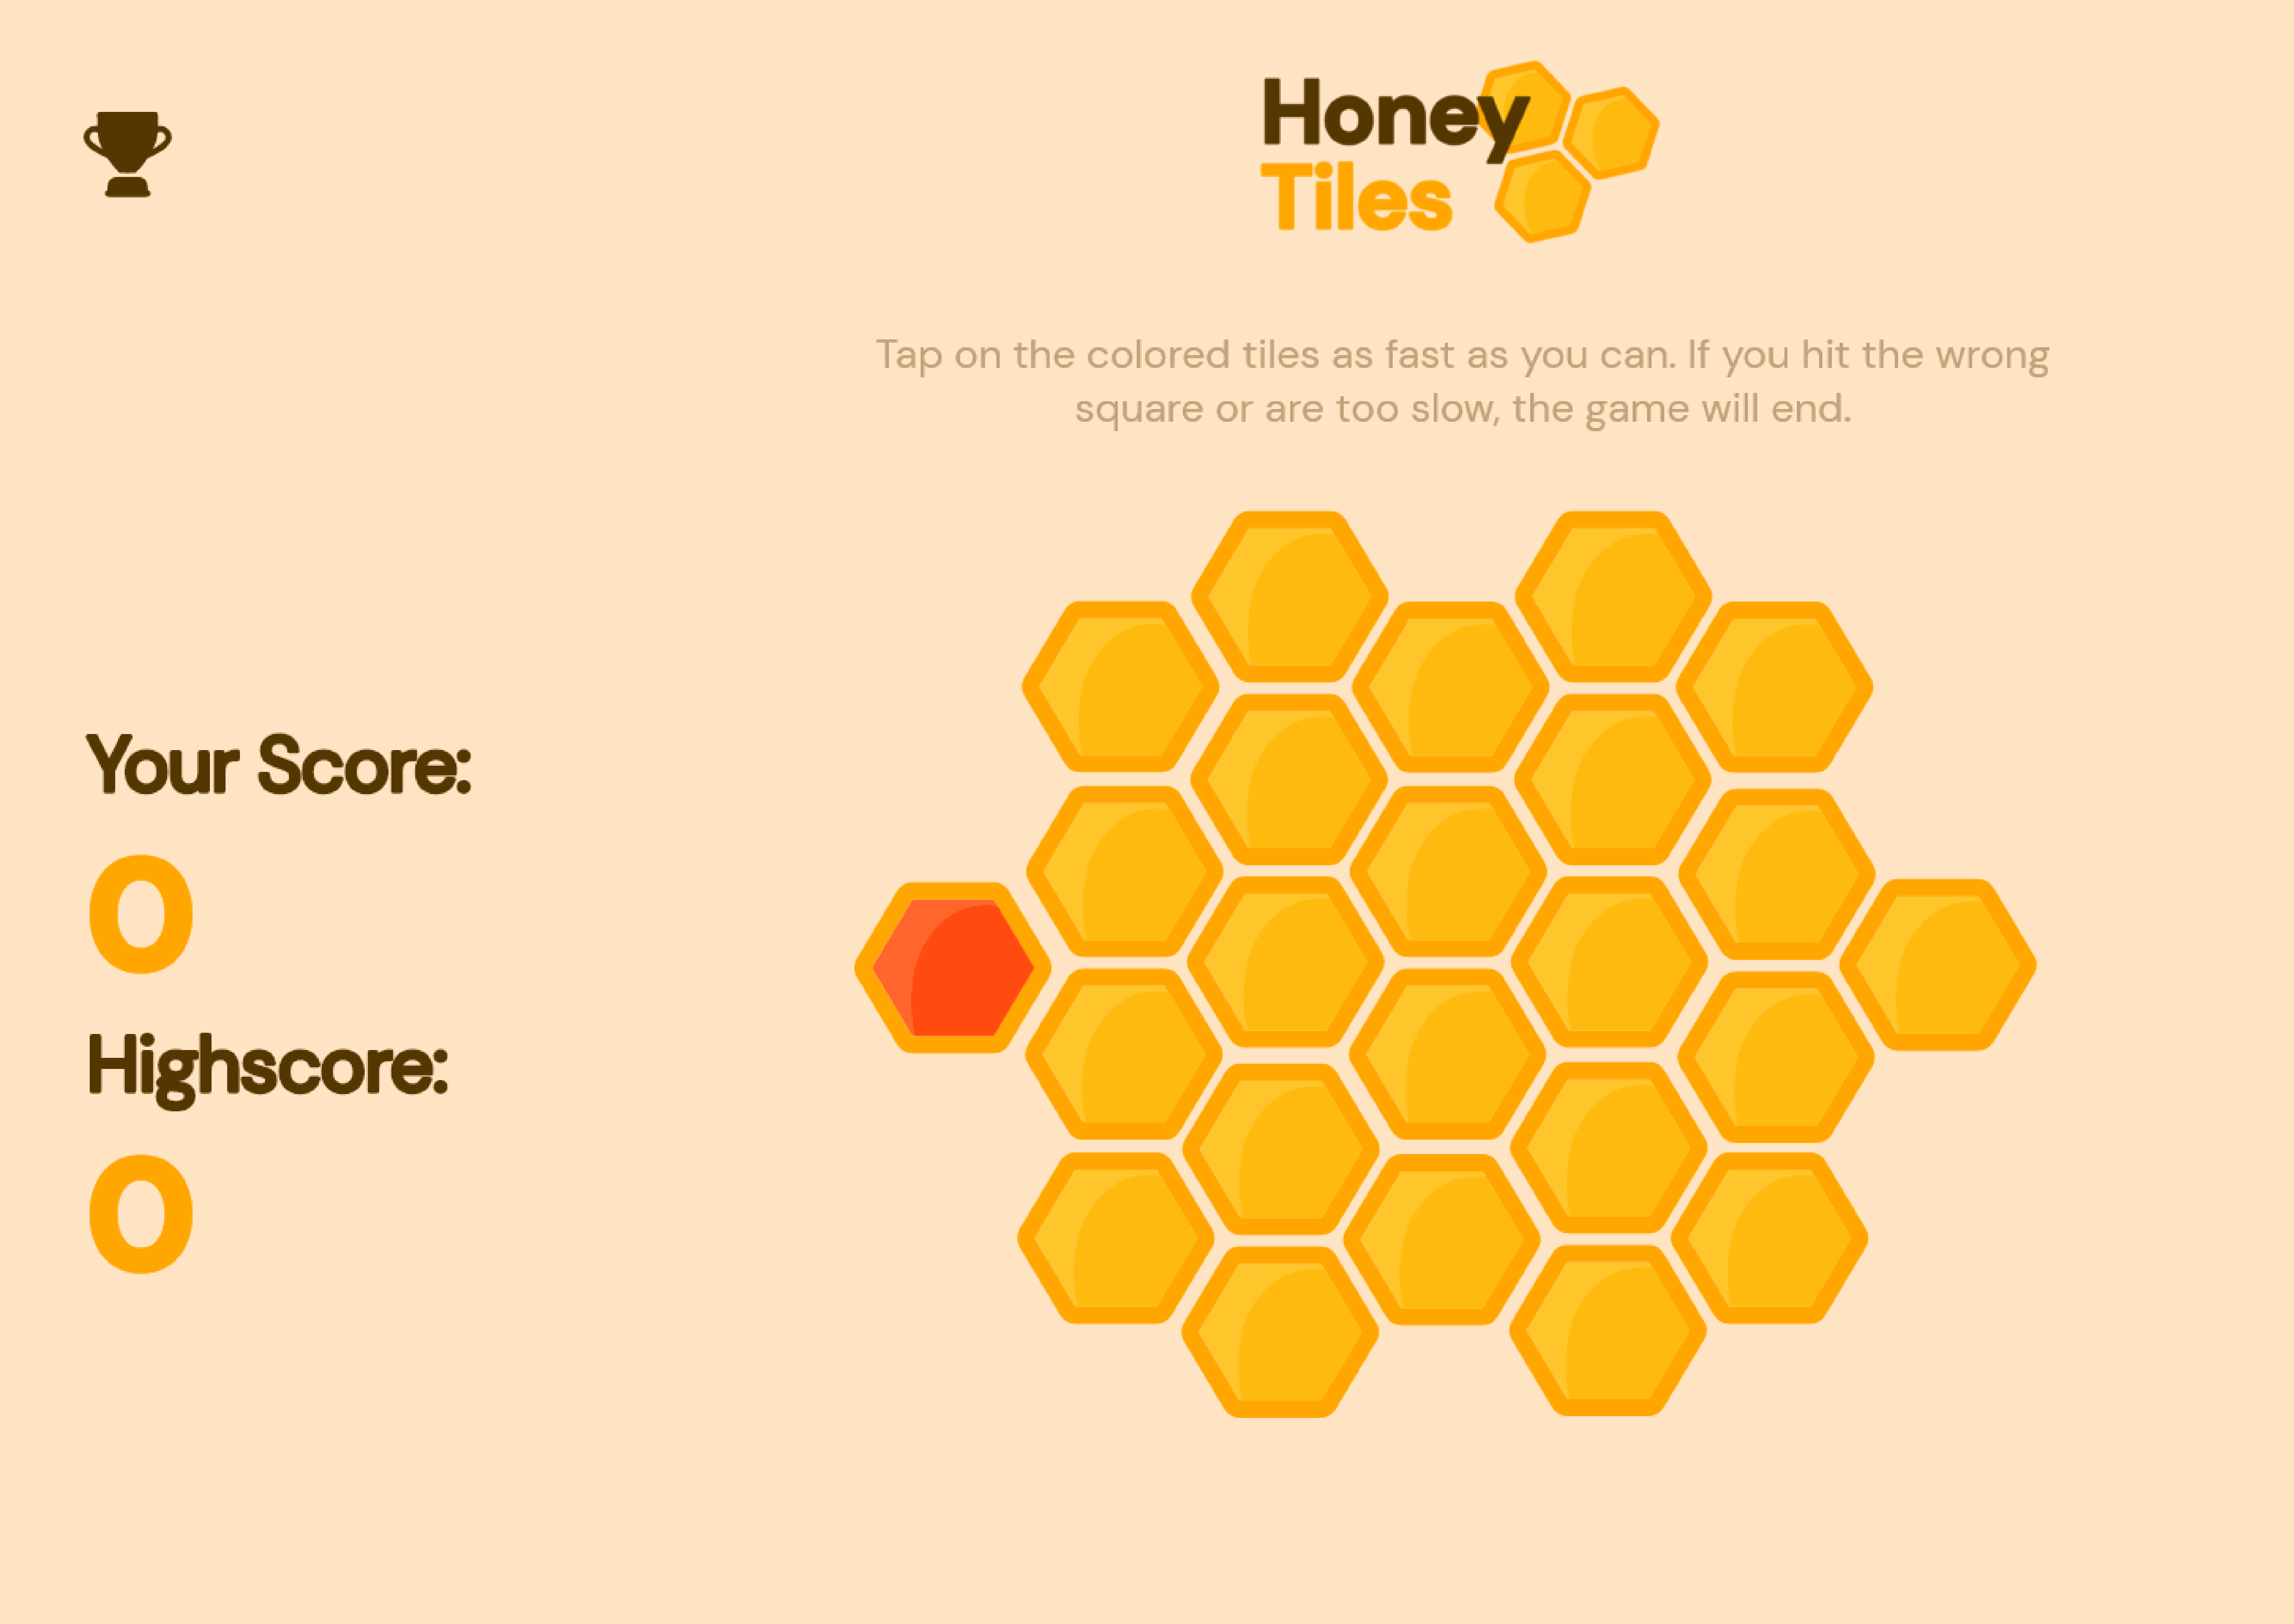 Honey
Tiles
Tap on the colored tiles as fast as you can. If you hit the wrong
square or are too slow, the game will end.
Your Score:
0
Highscore:
0